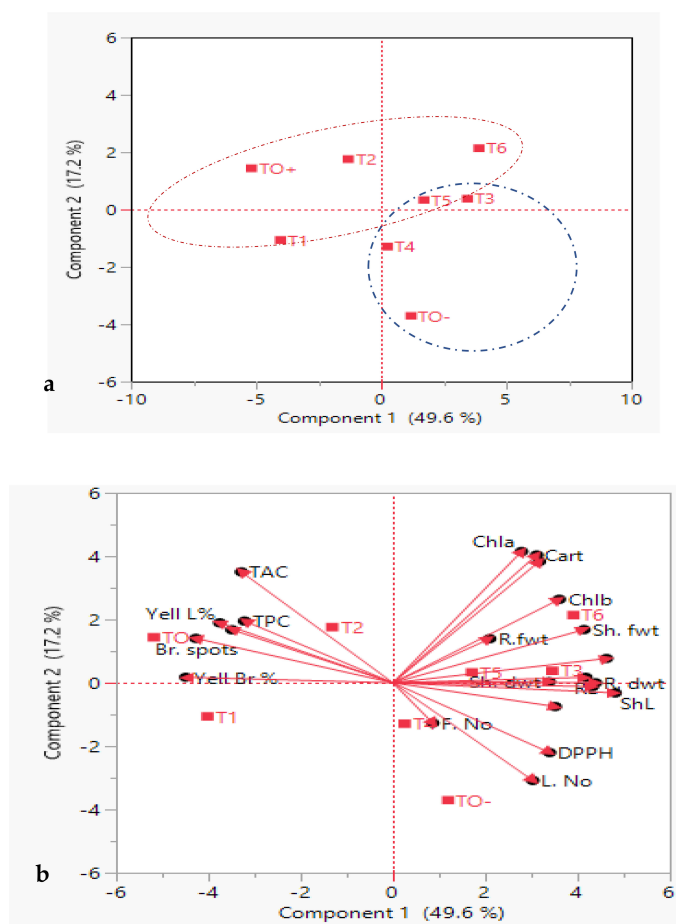 6
4
2
0
-2
-4
-6
Component 2 (17.2 %)
TO+
T2
T6
T5
T3
T1
T4
TO-
-10
-5
0
5
10
Component 1 (49.6 %)
a
6
4
2
0
-2
-4
-6
Component 2 (17.2 %)
Chla
Cart
TAC
Chlb
T6
Yell L%
TPC
T2
Sh. fwt
TO
R.fwt
Br. spots
T5
T3
Yell Br.%
Sh. dwt
R. dwt
ShL
T1
F. No
DPPH
L. No
TO-
-6
-4
-2
0
2
4
6
Component 1 (49.6 %)
b